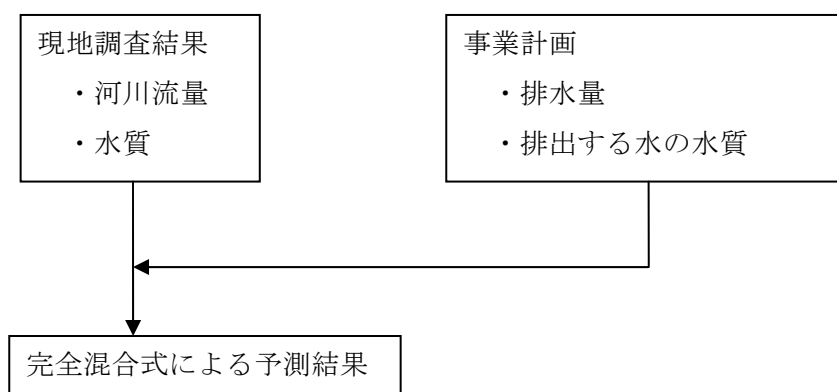 現地調査結果
・河川流量
・水質
事業計画
・排水量
・排出する水の水質
完全混合式による予測結果